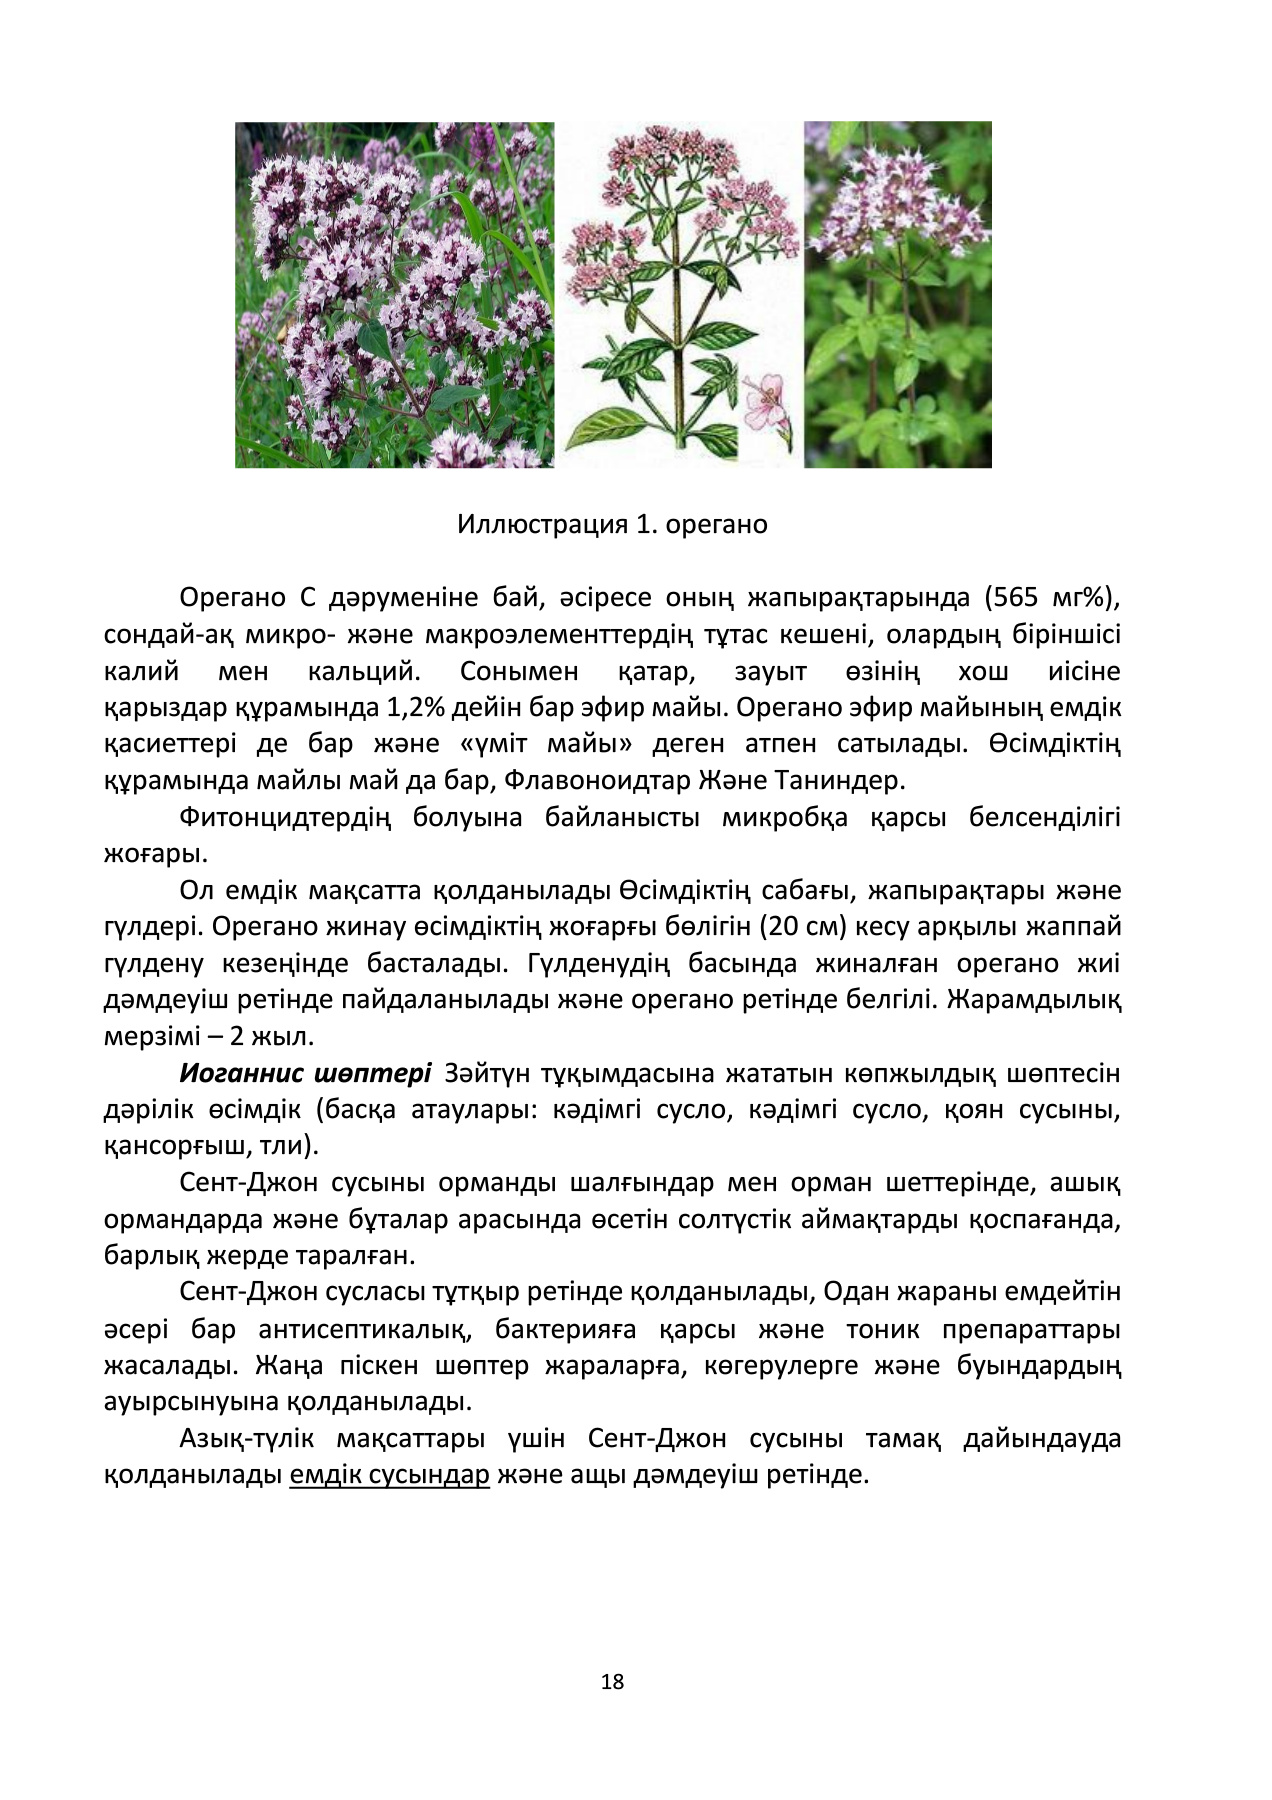 Иллюстрация 1. орегано
Орегано С дәруменіне бай, әсіресе оның жапырақтарында (565 мг%),
сондай-ақ микро- және макроэлементтердің тұтас кешені, олардың біріншісі
калий мен кальций. Сонымен қатар, зауыт өзінің хош иісіне
қарыздар құрамында 1,2% дейін бар эфир майы. Орегано эфир майының емдік
қасиеттері де бар және «үміт майы» деген атпен сатылады. Өсімдіктің
құрамында майлы май да бар, Флавоноидтар Және Таниндер.
Фитонцидтердің болуына байланысты микробқа қарсы белсенділігі
жоғары.
Ол емдік мақсатта қолданылады Өсімдіктің сабағы, жапырақтары және
гүлдері. Орегано жинау өсімдіктің жоғарғы бөлігін (20 см) кесу арқылы жаппай
гүлдену кезеңінде басталады. Гүлденудің басында жиналған орегано жиі
дәмдеуіш ретінде пайдаланылады және орегано ретінде белгілі. Жарамдылық
мерзімі – 2 жыл.
Иоганнис шөптері Зәйтүн тұқымдасына жататын көпжылдық шөптесін
дәрілік өсімдік (басқа атаулары: кәдімгі сусло, кәдімгі сусло, қоян сусыны,
қансорғыш, тли).
Сент-Джон сусыны орманды шалғындар мен орман шеттерінде, ашық
ормандарда және бұталар арасында өсетін солтүстік аймақтарды қоспағанда,
барлық жерде таралған.
Сент-Джон сусласы тұтқыр ретінде қолданылады, Одан жараны емдейтін
әсері бар антисептикалық, бактерияға қарсы және тоник препараттары
жасалады. Жаңа піскен шөптер жараларға, көгерулерге және буындардың
ауырсынуына қолданылады.
Азық-түлік мақсаттары үшін Сент-Джон сусыны тамақ дайындауда
қолданылады емдік сусындар және ащы дәмдеуіш ретінде.
18